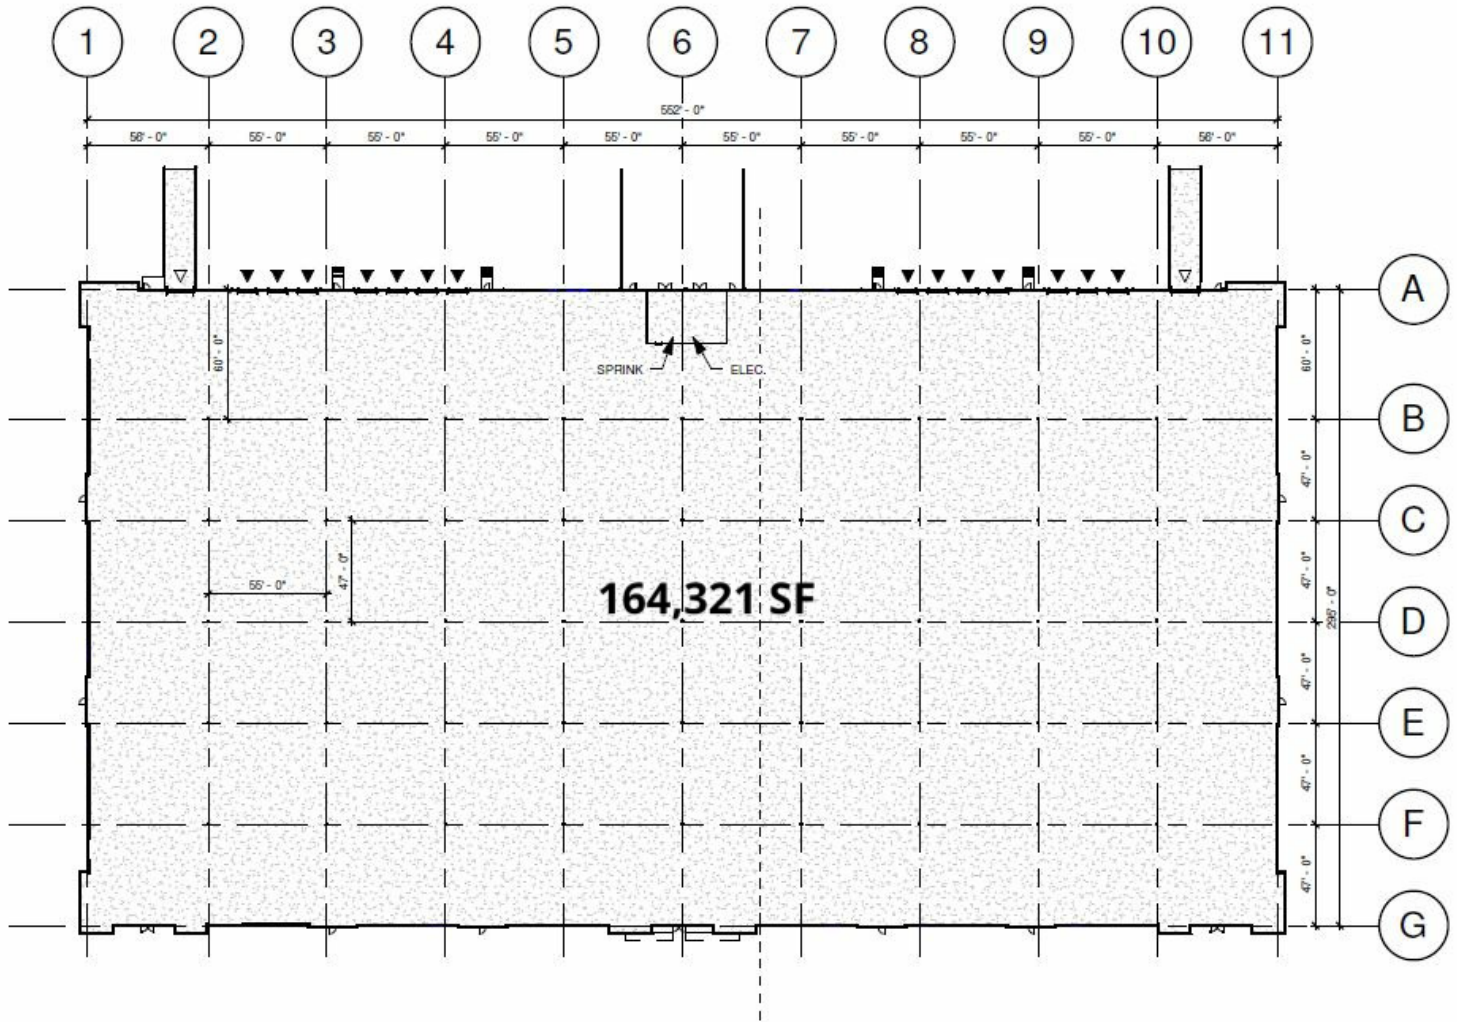 1 2 3 4 5 6 7 8 9 10 11
552' - 0"
56' - 0" 55' - 0" 55' - 0" 55' - 0" 55' - 0" 55' - 0" 55' - 0" 55' - 0" 55' - 0" 56' - 0"
A
60' - 0"
60' - 0"
SPRINK
ELEC.
B
47' - 0"
C
47' - 0"
55' - 0"
47' - 0"
164,321 SF
295' - 0"
D
47' - 0"
E
47' - 0"
F
47' - 0"
G